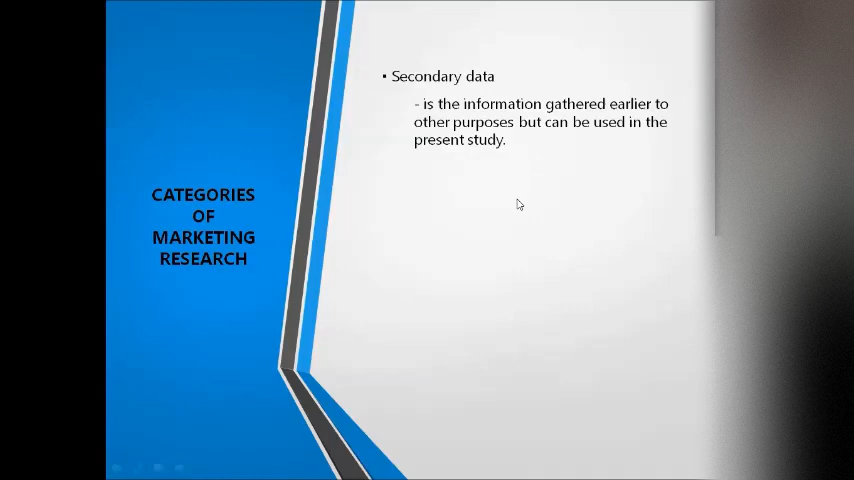 CATEGORIES
OF
MARKETING
RESEARCH
• Secondary data
- is the information gathered earlier to
other purposes but can be used in the
present study.